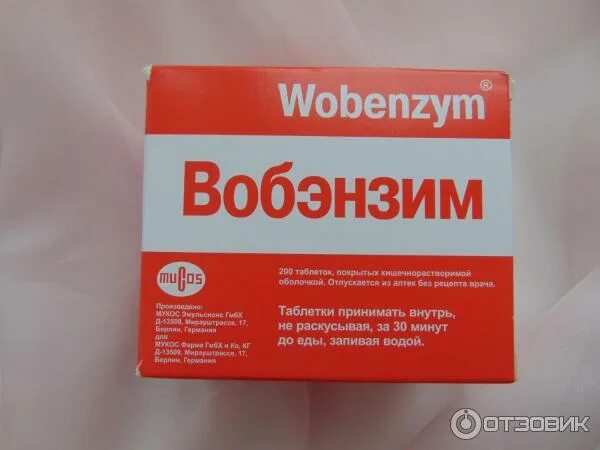 Wobenzym®
Вобэнзим
mucos
200 таблеток, покрытых кишечнорастворимой
оболочкой. Отпускается из аптек без рецепта врача.
Произведено:
МУКОС Эмульсионс ГмбХ
Д-13509, Мирауштрассе, 17,
Берлин, Германия
для
МУКОС Фарма ГмбХ и Ко, КГ
Д-13509, Мирауштрассе, 17,
Берлин, Германия
Таблетки принимать внутрь,
не раскусывая, за 30 минут
до еды, запивая водой.
ОТЗОВИК